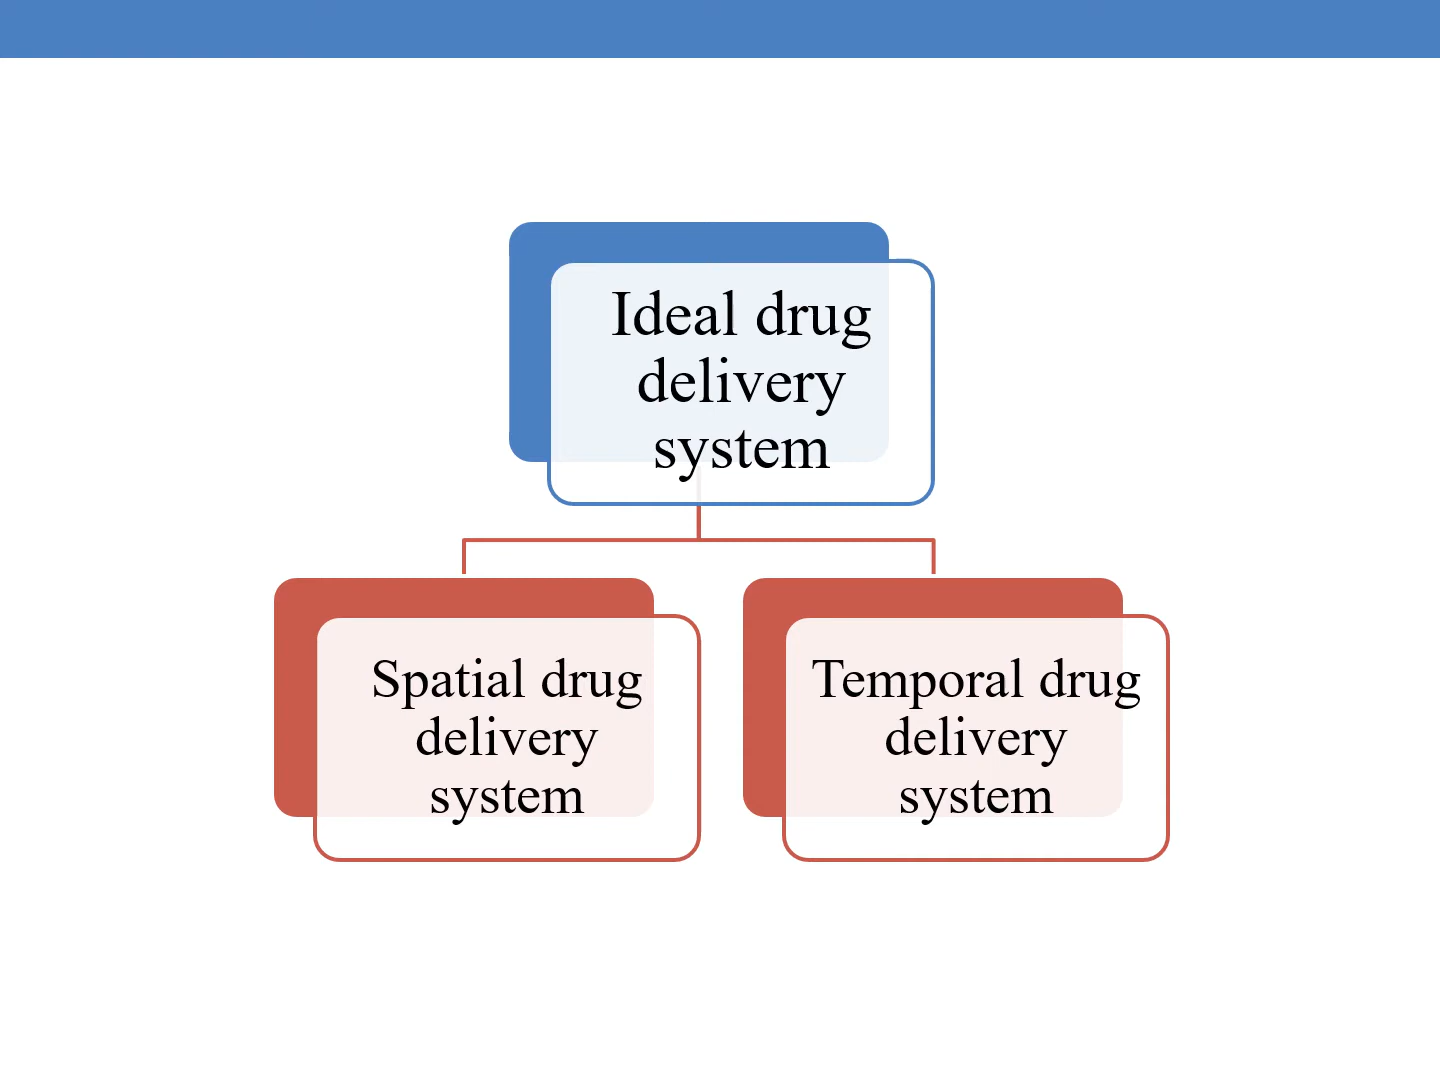 Ideal drug
delivery
system
Spatial drug
delivery
system
Temporal drug
delivery
system